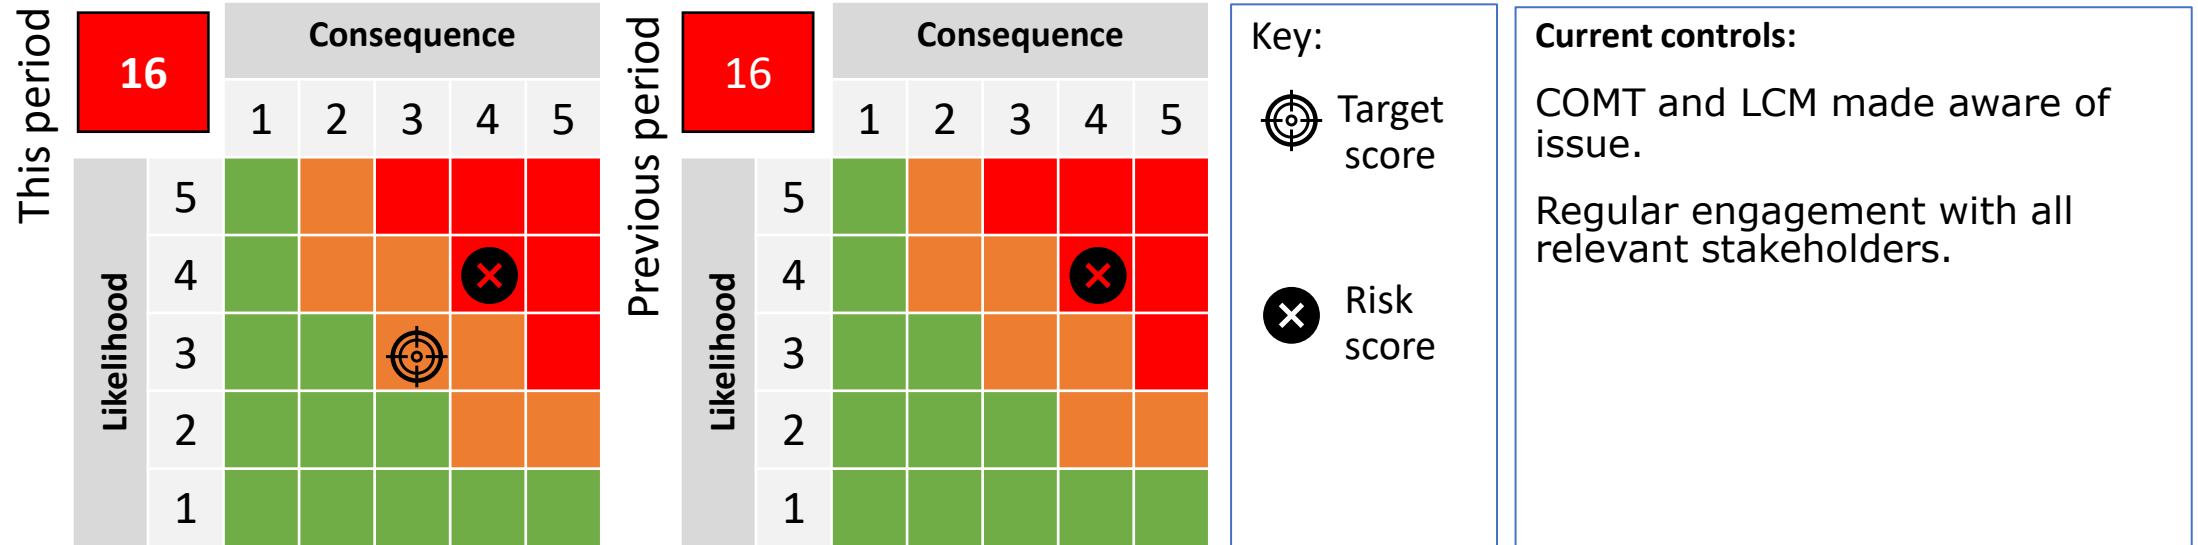 This period
16
Consequence
1 2 3 4 5
Likelihood
5
4
3
2
1
Previous period
16
Consequence
1 2 3 4 5
Likelihood
5
4
3
2
1
Key:
Target
score
Risk
score
Current controls:
COMT and LCM made aware of
issue.
Regular engagement with all
relevant stakeholders.